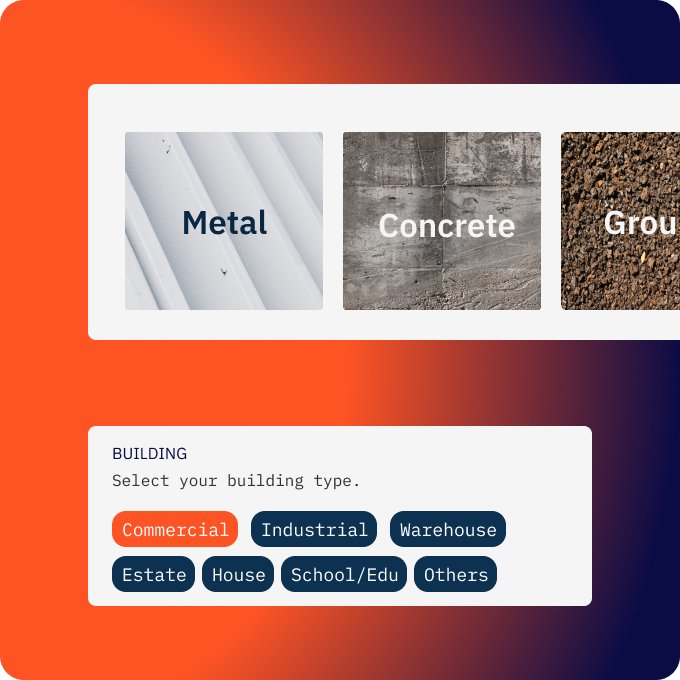 Metal Concrete Grou
BUILDING
Select your building type.
Commercial Industrial Warehouse
Estate House School/Edu Others